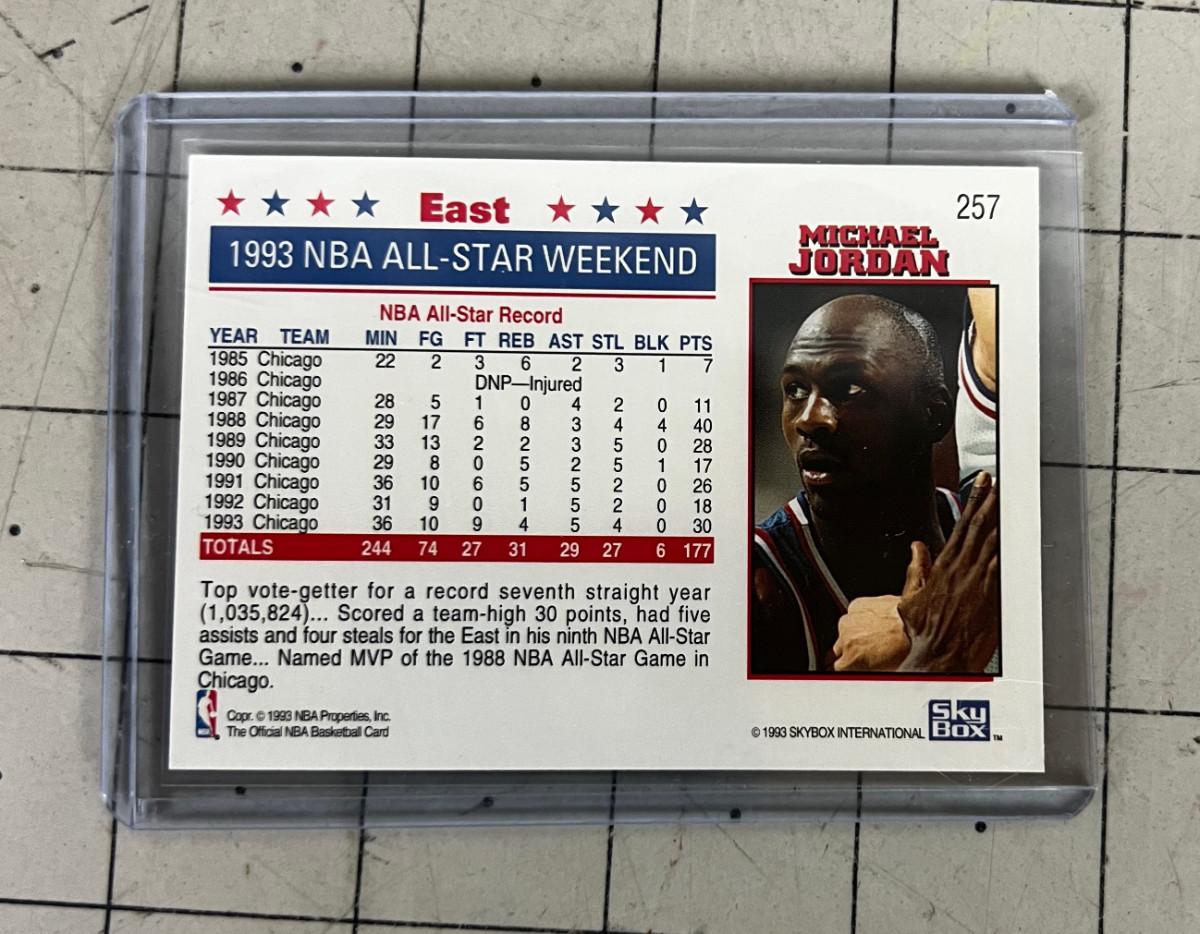 East
257
1993 NBA ALL-STAR WEEKEND
MICHAEL
JORDAN
NBA All-Star Record
YEAR TEAM MIN FG FT REB AST STL BLK PTS
1985 Chicago 22 2 3 6 2 3 1 7
1986 Chicago DNP—Injured
1987 Chicago 28 5 1 0 4 2 0 11
1988 Chicago 29 17 6 8 3 4 4 40
1989 Chicago 33 13 2 2 3 5 0 28
1990 Chicago 29 8 0 5 2 5 1 17
1991 Chicago 36 10 6 5 5 2 0 26
1992 Chicago 31 9 0 1 5 2 0 18
1993 Chicago 36 10 9 4 5 4 0 30
TOTALS 244 74 27 31 29 27 6 177
Top vote-getter for a record seventh straight year
(1,035,824)... Scored a team-high 30 points, had five
assists and four steals for the East in his ninth NBA All-Star
Game... Named MVP of the 1988 NBA All-Star Game in
Chicago.
Copr. © 1993 NBA Properties, Inc.
The Official NBA Basketball Card
© 1993 SKYBOX INTERNATIONAL
Sky
Box™